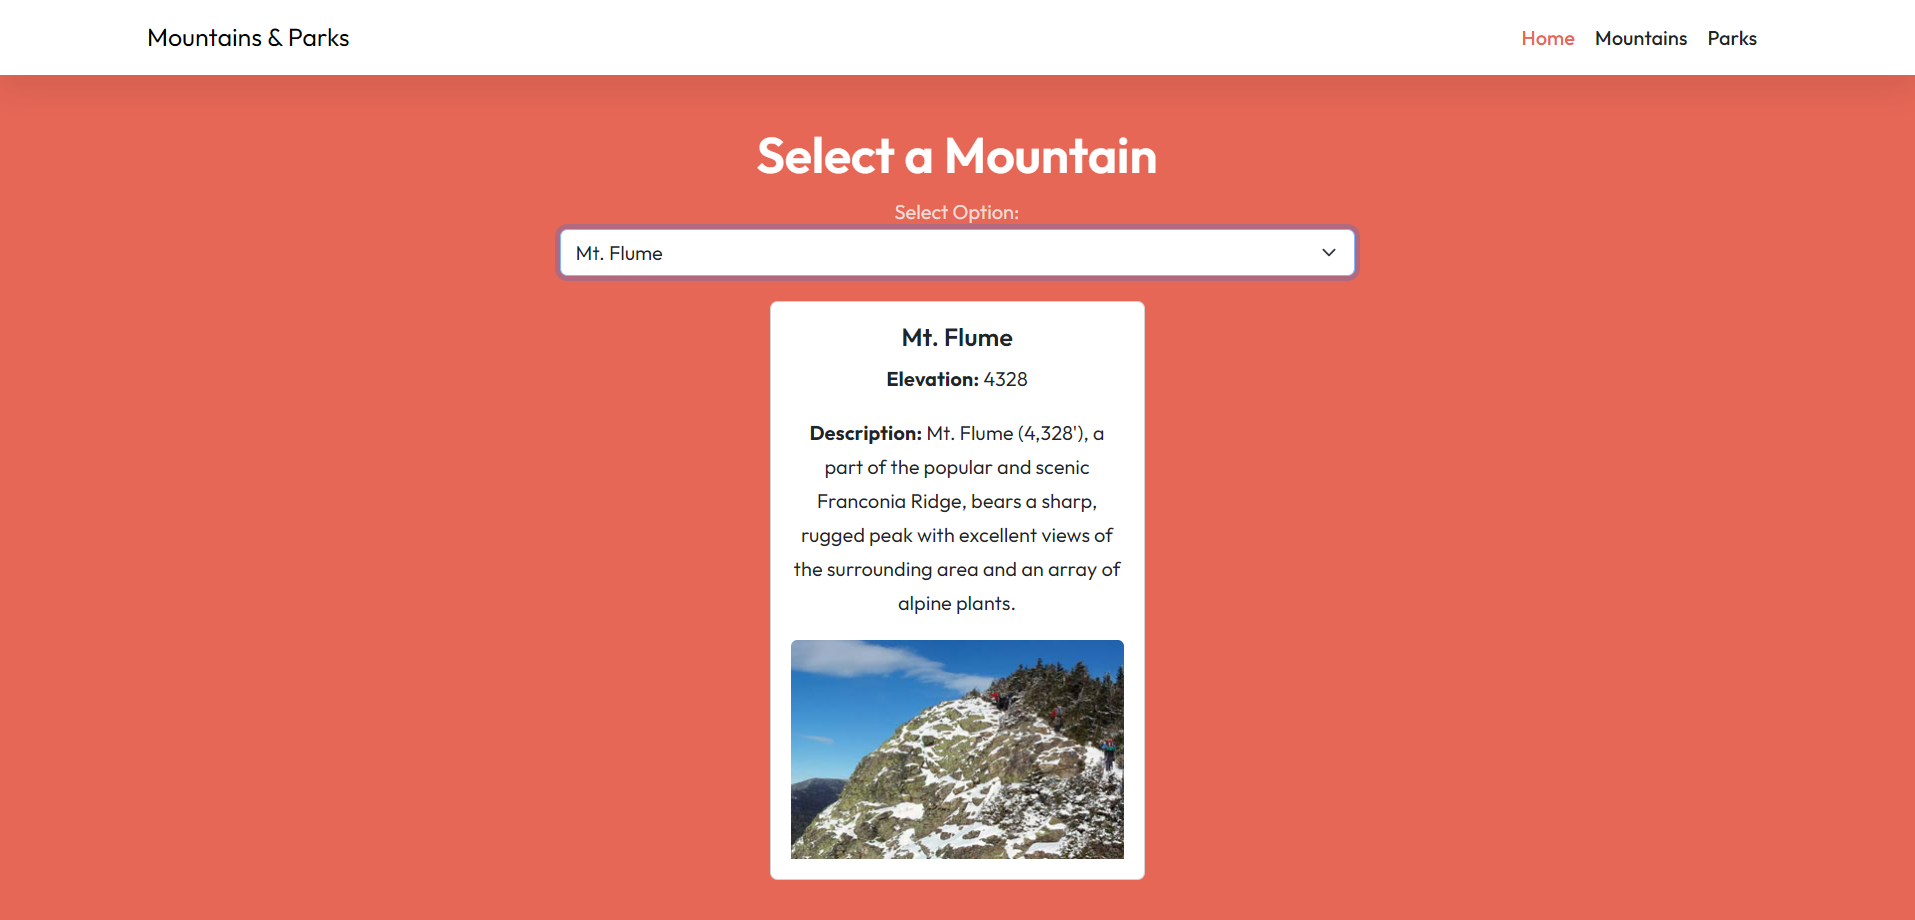 Mountains & Parks
Home Mountains Parks
Select a Mountain
Select Option:
Mt. Flume
Mt. Flume
Elevation: 4328
Description: Mt. Flume (4,328'), a
part of the popular and scenic
Franconia Ridge, bears a sharp,
rugged peak with excellent views of
the surrounding area and an array of
alpine plants.